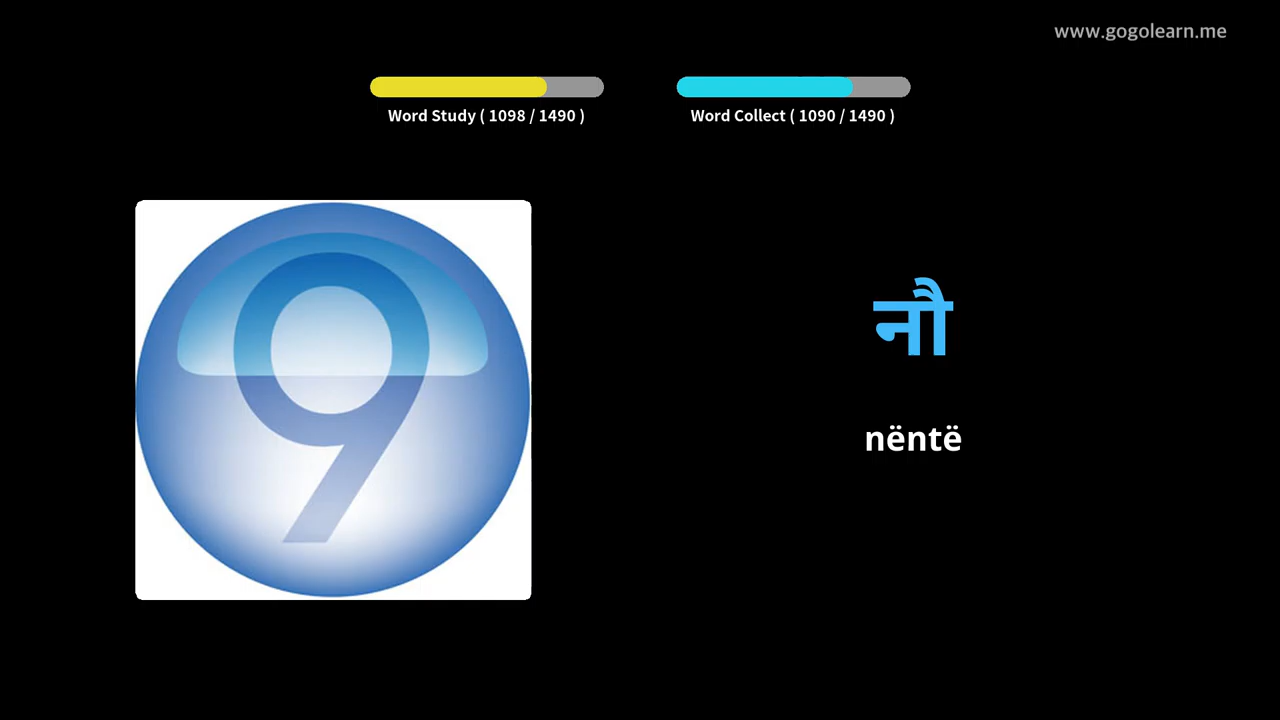 www.gogolearn.me
Word Study ( 1098 / 1490 )
Word Collect ( 1090 / 1490 )
9
नौ
nëntë